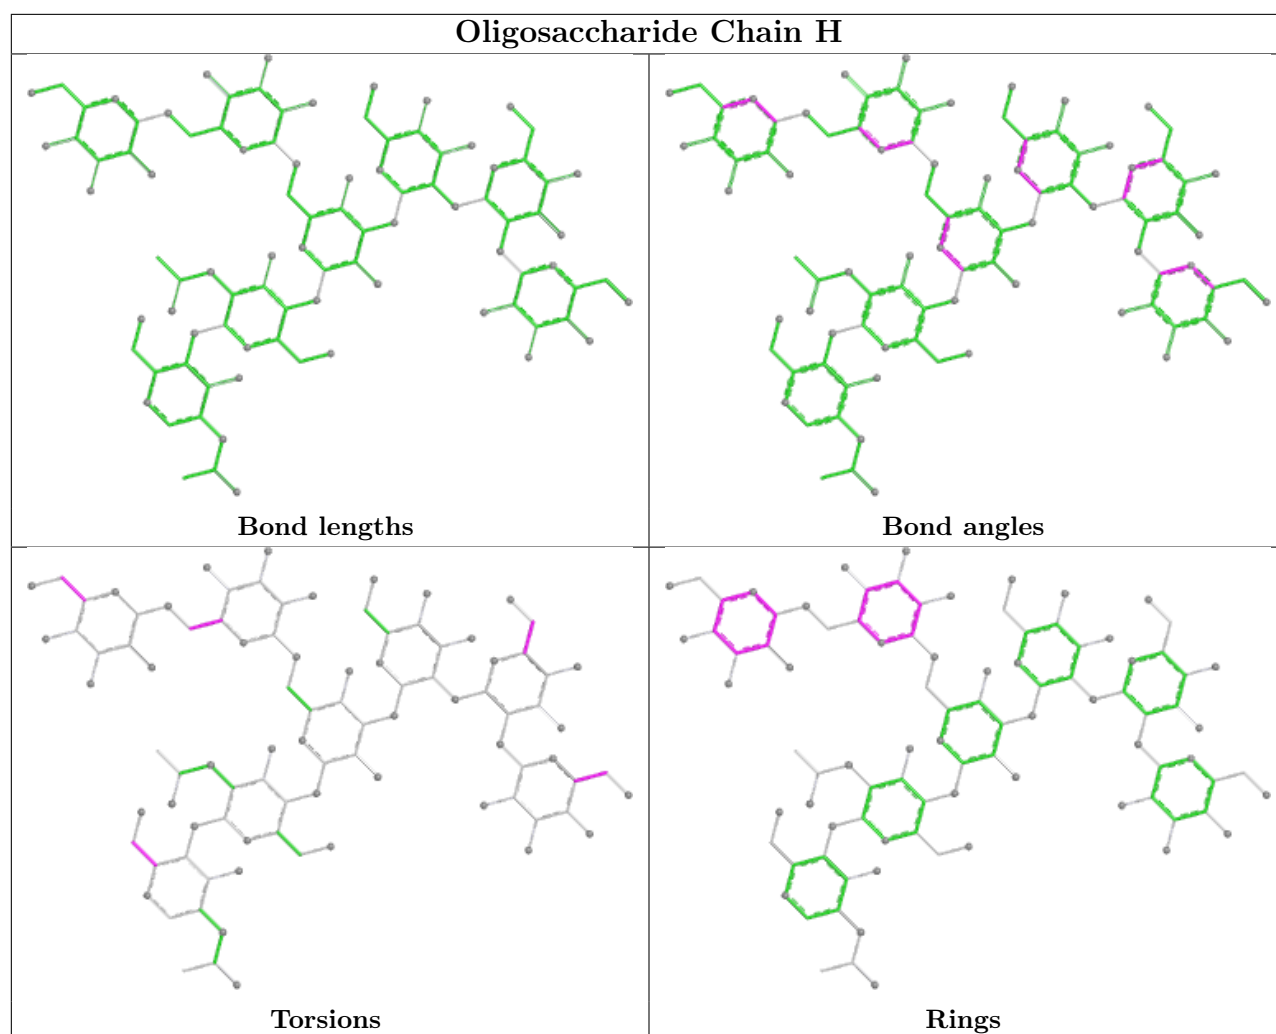 Oligosaccharide Chain H
Bond lengths
Bond angles
Torsions
Rings